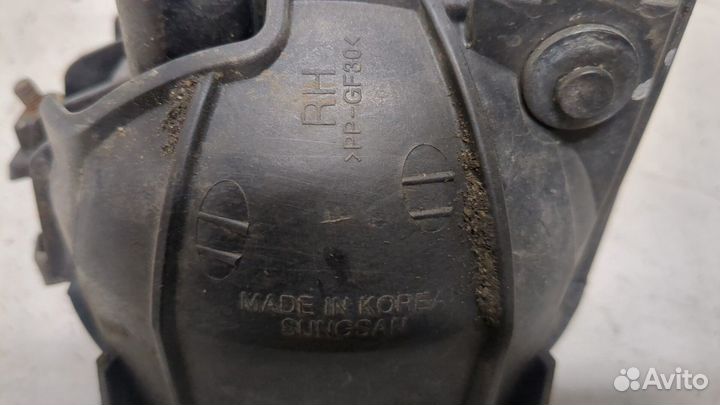 RH
>PP-GF30<
MADE IN KOREA
SUNGSAN
Avito